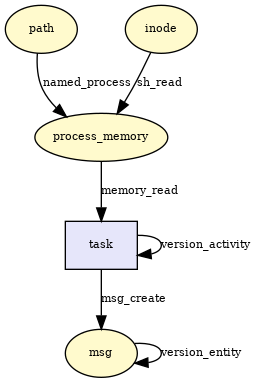 path
inode
named_process
sh_read
process_memory
memory_read
task
version_activity
msg_create
msg
version_entity